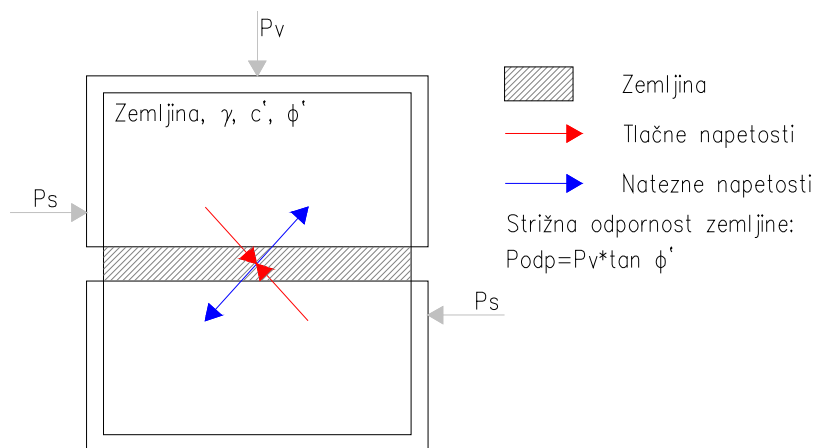 Pv
Zemljina, γ, c‘, ϕ‘
Ps
Ps
Zemljina
Tlačne napetosti
Natezne napetosti
Strižna odpornost zemljine:
Podp=Pv*tan ϕ‘